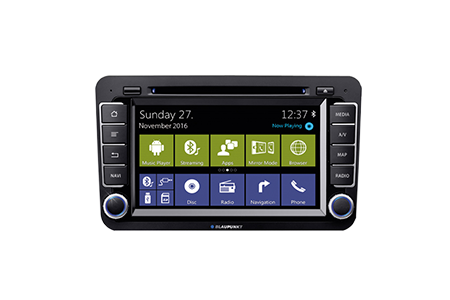 Sunday 27.
12:37
November 2016
Now Playing
MEDIA
A/V
MAP
NAVI
RADIO
Music Player
Streaming
Apps
Mirror Mode
Browser
Disc
Radio
Navigation
Phone
BLAUPUNKT